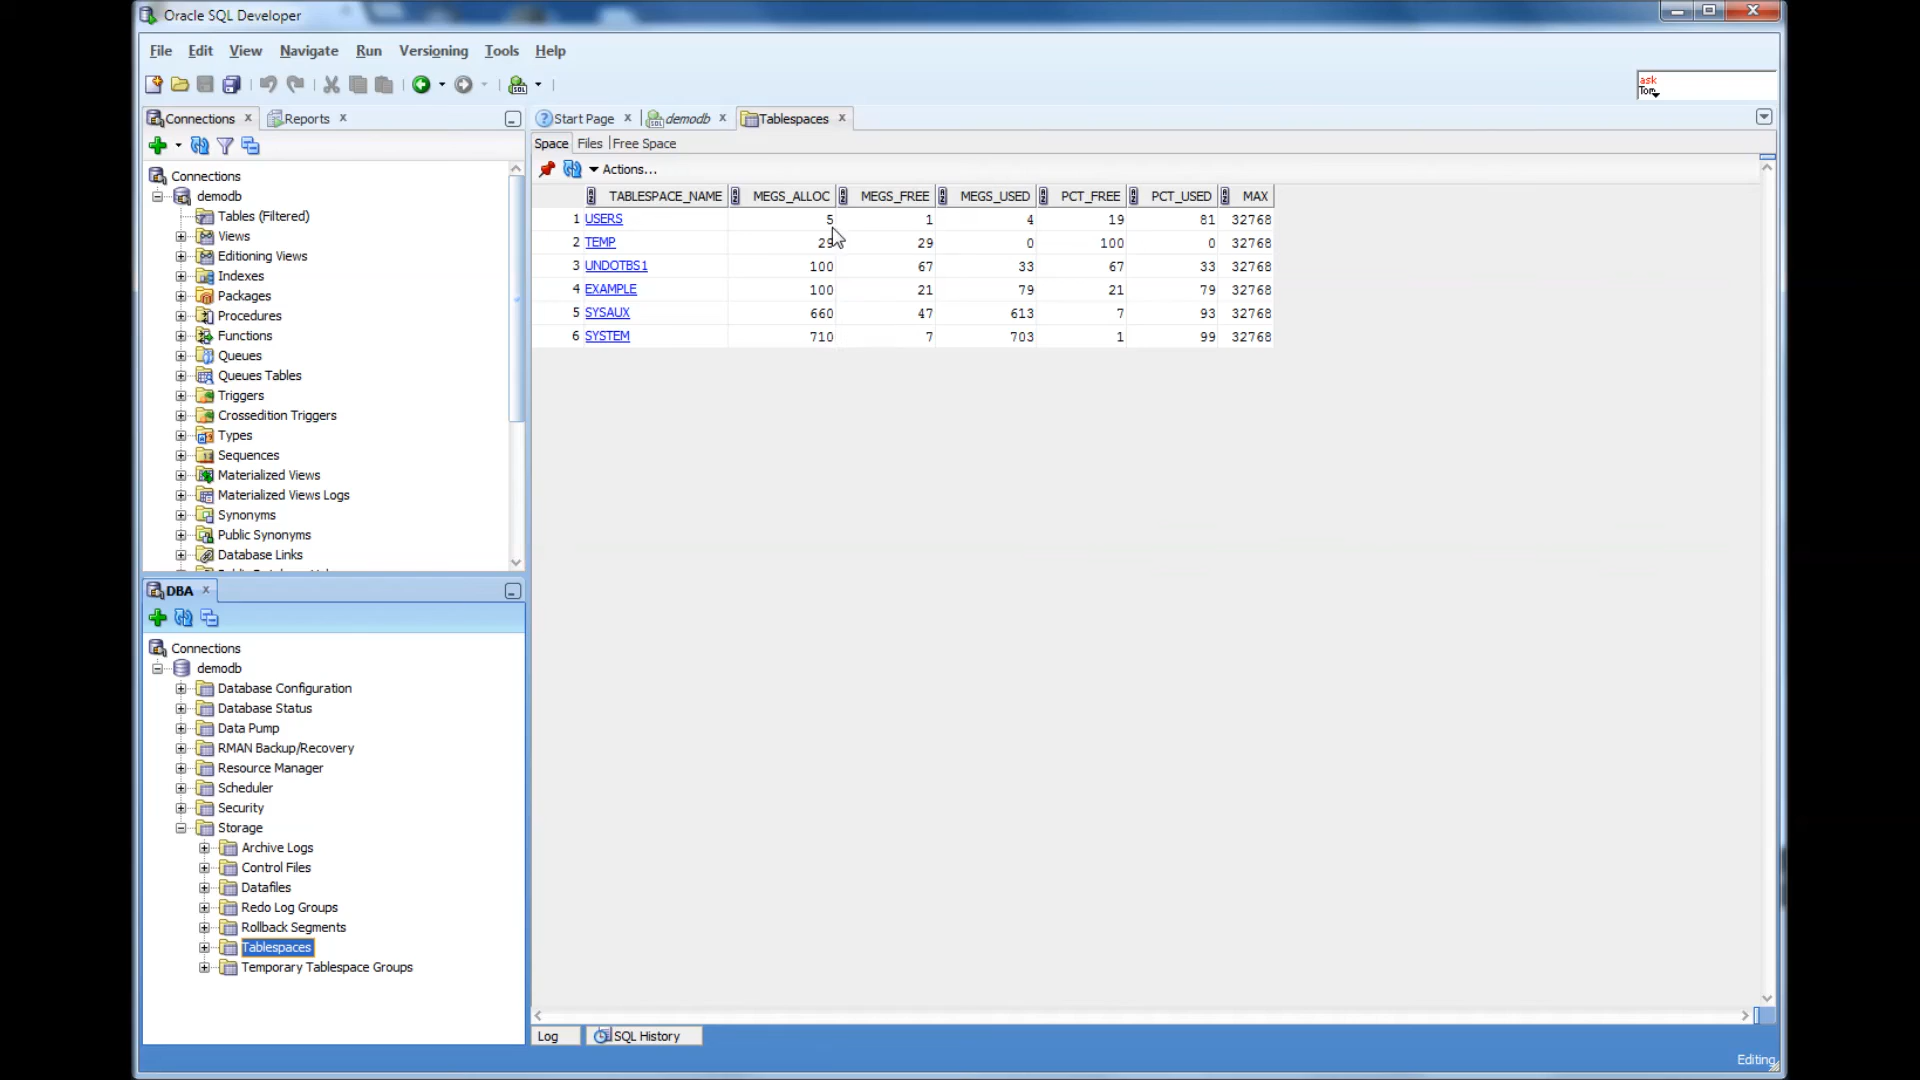 Oracle SQL Developer
File Edit View Navigate Run Versioning Tools Help
ask
Tom
Connections Reports
Start Page demodb Tablespaces
Space Files Free Space
Actions...
TABLESPACE_NAME MEGS_ALLOC MEGS_FREE MEGS_USED PCT_FREE PCT_USED MAX
1 USERS 5 1 4 19 81 32768
2 TEMP 29 29 0 100 0 32768
3 UNDOTBS1 100 67 33 67 33 32768
4 EXAMPLE 100 21 79 21 79 32768
5 SYSAUX 660 47 613 7 93 32768
6 SYSTEM 710 7 703 1 99 32768
Connections
demodb
Tables (Filtered)
Views
Editioning Views
Indexes
Packages
Procedures
Functions
Queues
Queues Tables
Triggers
Crossedition Triggers
Types
Sequences
Materialized Views
Materialized Views Logs
Synonyms
Public Synonyms
Database Links
DBA
Connections
demodb
Database Configuration
Database Status
Data Pump
RMAN Backup/Recovery
Resource Manager
Scheduler
Security
Storage
Archive Logs
Control Files
Datafiles
Redo Log Groups
Rollback Segments
Tablespaces
Temporary Tablespace Groups
Log SQL History
Editing